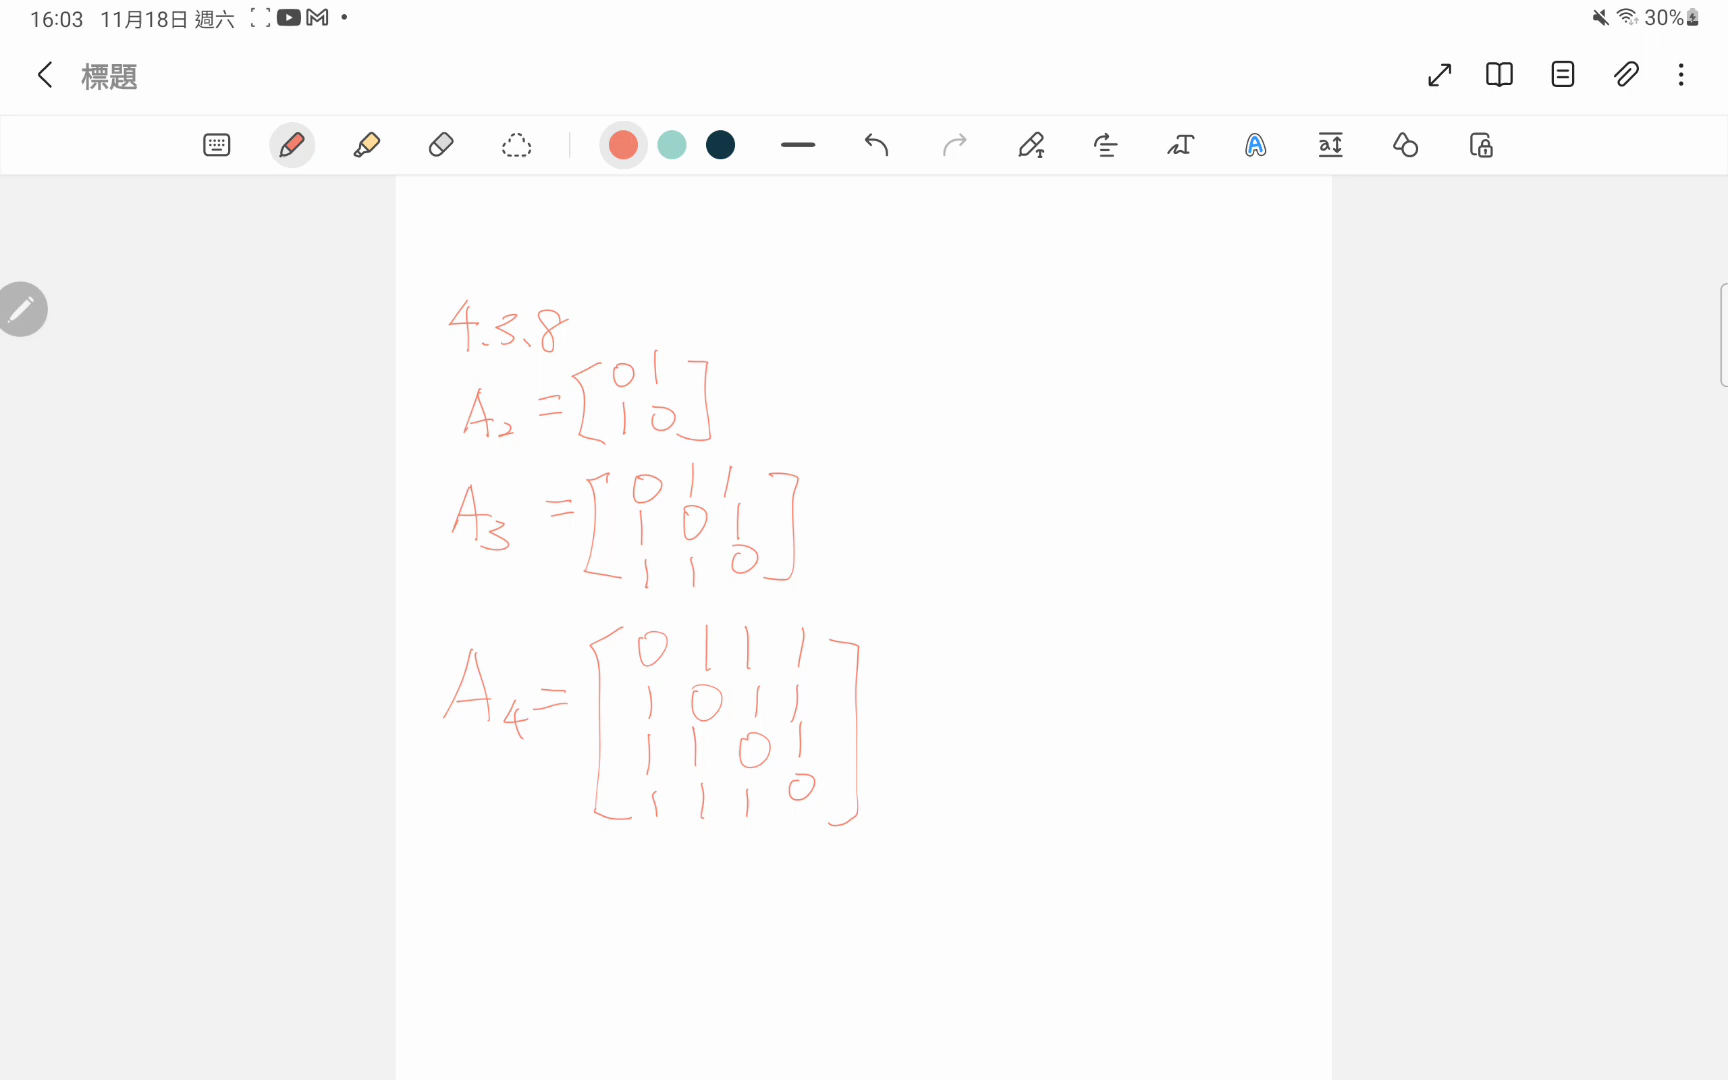 16:03 11月18日 週六 30%
標題
4.3.8
A2 = [0 1
1 0]
A3 = [0 1 1
1 0 1
1 1 0]
A4 = [0 1 1 1
1 0 1 1
1 1 0 1
1 1 1 0]